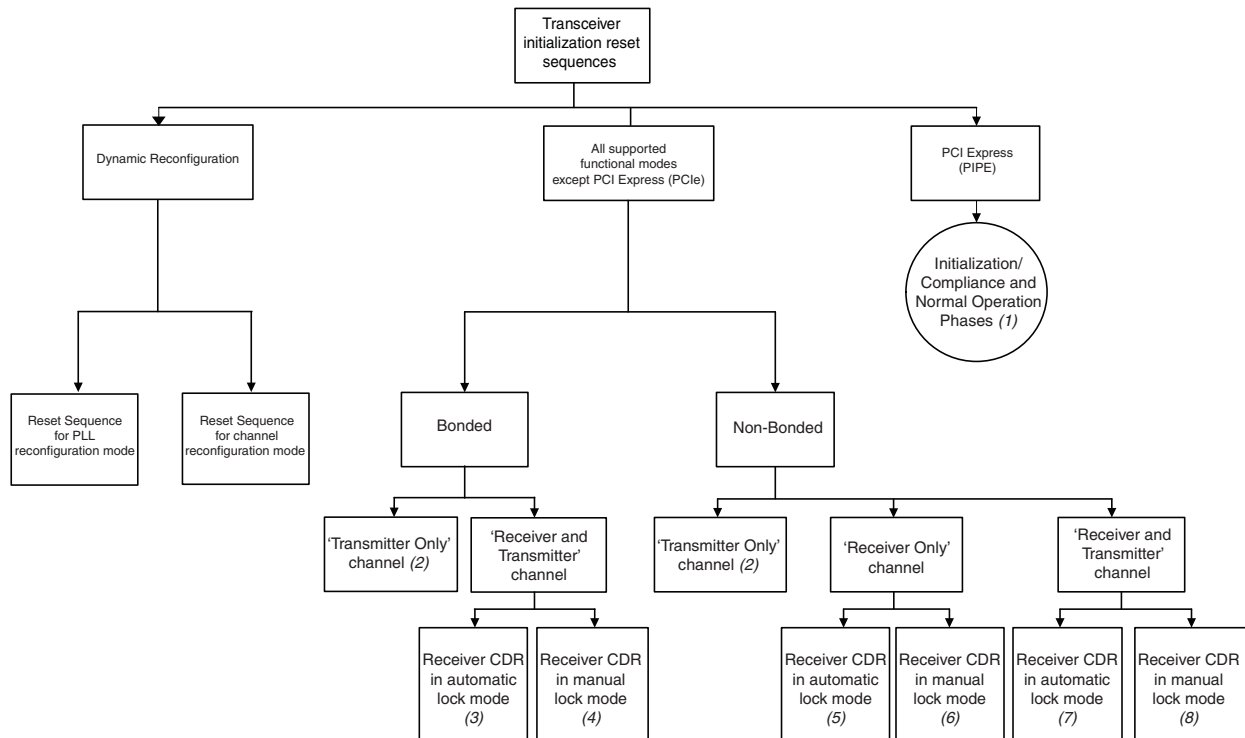 Transceiver
initialization reset
sequences
Dynamic Reconfiguration
All supported
functional modes
except PCI Express (PCIe)
PCI Express
(PIPE)
Initialization/
Compliance and
Normal Operation
Phases (1)
Reset Sequence
for PLL
reconfiguration mode
Reset Sequence
for channel
reconfiguration mode
Bonded
Non-Bonded
‘Transmitter Only’
channel (2)
‘Receiver and
Transmitter’
channel
‘Transmitter Only’
channel (2)
‘Receiver Only’
channel
‘Receiver and
Transmitter’
channel
Receiver CDR
in automatic
lock mode
(3)
Receiver CDR
in manual
lock mode
(4)
Receiver CDR
in automatic
lock mode
(5)
Receiver CDR
in manual
lock mode
(6)
Receiver CDR
in automatic
lock mode
(7)
Receiver CDR
in manual
lock mode
(8)